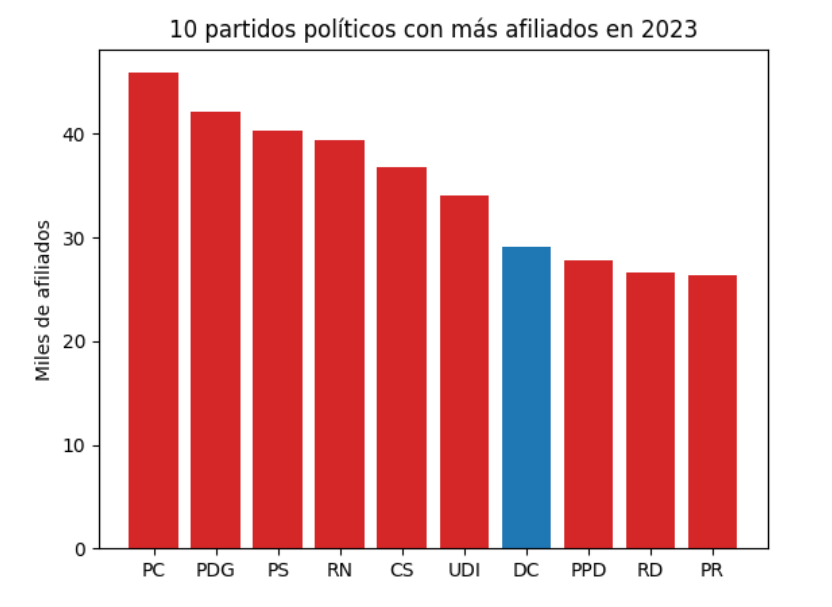 10 partidos políticos con más afiliados en 2023
Miles de afiliados
40
30
20
10
0
PC PDG PS RN CS UDI DC PPD RD PR